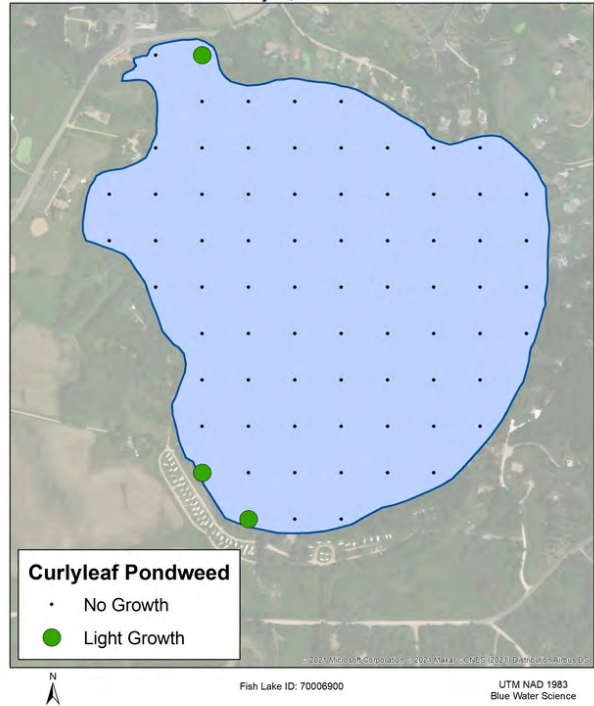 Curlyleaf Pondweed
No Growth
Light Growth
© 2021 Microsoft Corporation © 2021 Maxar ©CNES (2021) Distribution Airbus DS
N
Fish Lake ID: 70006900
UTM NAD 1983
Blue Water Science